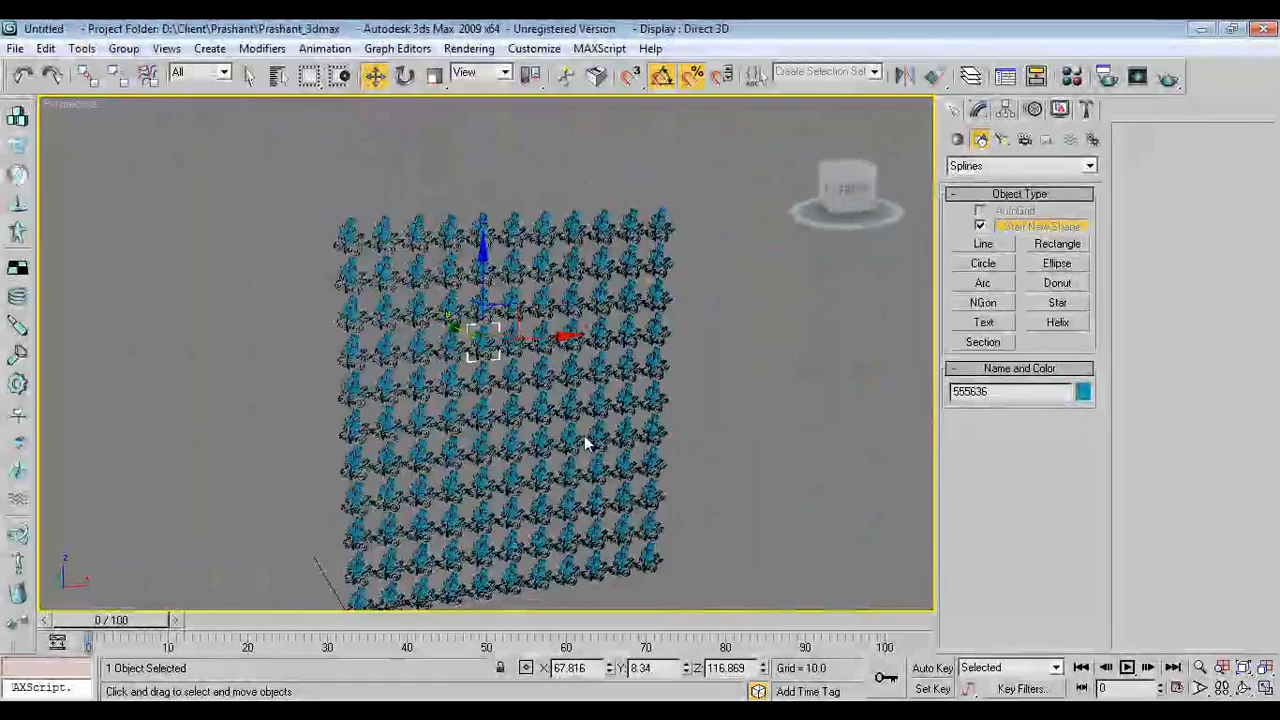 Untitled - Project Folder: D:\Client\Prashant\Prashant_3dmax - Autodesk 3ds Max 2009 x64 - Unregistered Version - Display : Direct 3D
File Edit Tools Group Views Create Modifiers Animation Graph Editors Rendering Customize MAXScript Help
All View Create Selection Set
Perspective
Splines
- Object Type
AutoGrid
Start New Shape
Line Rectangle
Circle Ellipse
Arc Donut
NGon Star
Text Helix
Section
- Name and Color
555636
z
x
0 / 100
0 10 20 30 40 50 60 70 80 90 100
1 Object Selected X: 67.816 Y: 8.34 Z: 116.869 Grid = 10.0 Auto Key Selected
AXScript. Click and drag to select and move objects Add Time Tag Set Key Key Filters... 0